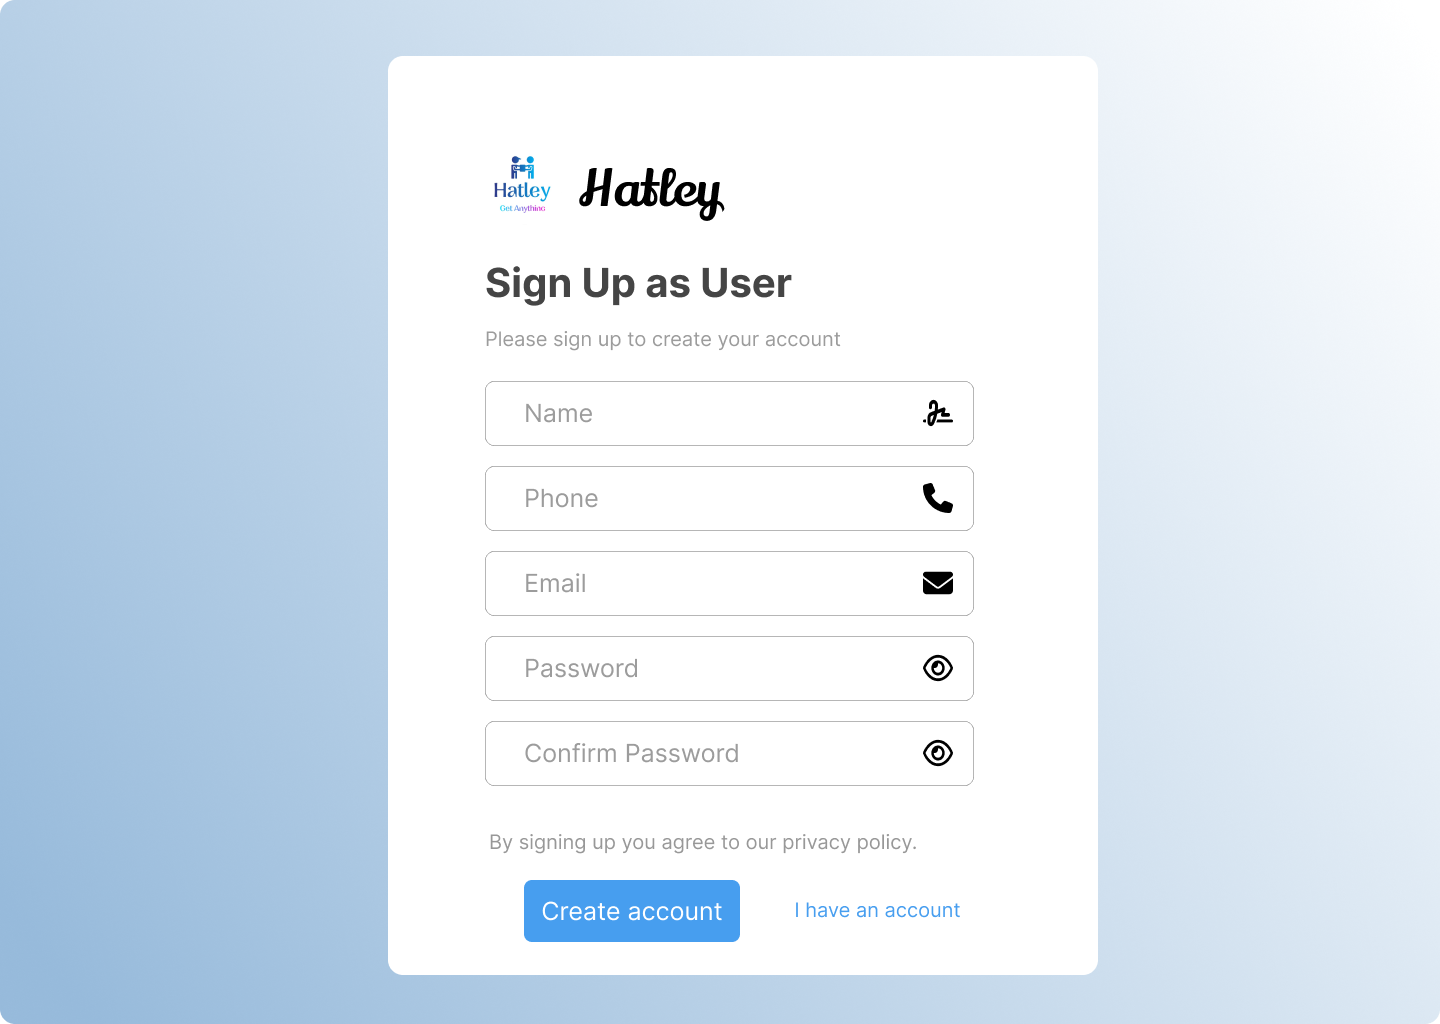 Hatley
Get Anything
Hatley
Sign Up as User
Please sign up to create your account
Name
Phone
Email
Password
Confirm Password
By signing up you agree to our privacy policy.
Create account
I have an account